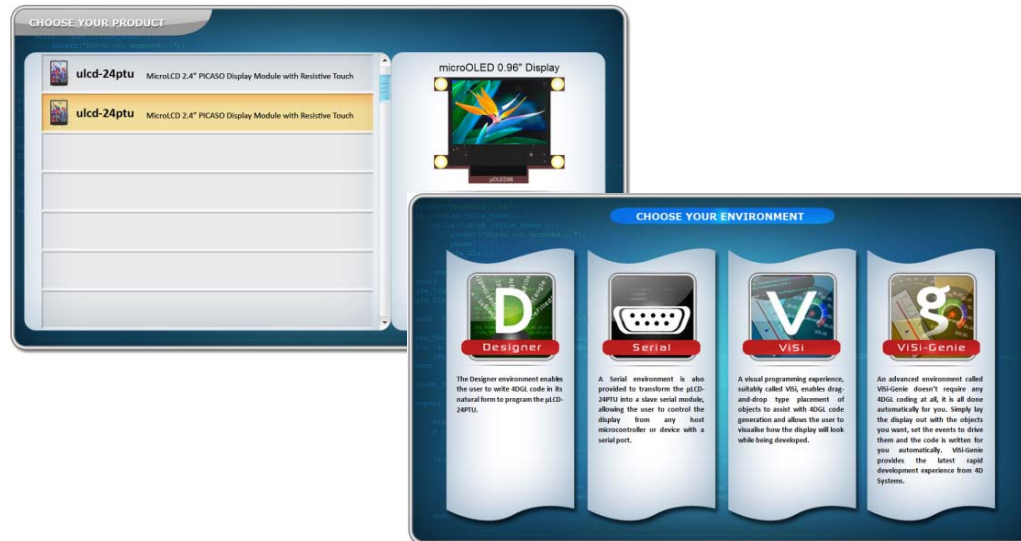 CHOOSE YOUR PRODUCT
ulcd-24ptu MicroLCD 2.4" PICASO Display Module with Resistive Touch
ulcd-24ptu MicroLCD 2.4" PICASO Display Module with Resistive Touch
microOLED 0.96" Display
CHOOSE YOUR ENVIRONMENT
Designer
The Designer environment enables
the user to write 4DGL code in its
natural form to program the µLCD-
24PTU.
Serial
A Serial environment is also
provided to transform the µLCD-
24PTU into a slave serial module,
allowing the user to control the
display from any host
microcontroller or device with a
serial port.
ViSi
A visual programming experience,
suitably called ViSi, enables drag-
and-drop type placement of
objects to assist with 4DGL code
generation and allows the user to
visualise how the display will look
while being developed.
ViSi-Genie
An advanced environment called
ViSi-Genie doesn't require any
4DGL coding at all, it is all done
automatically for you. Simply lay
the display out with the objects
you want, set the events to drive
them and the code is written for
you automatically. ViSi-Genie
provides the latest rapid
development experience from 4D
Systems.